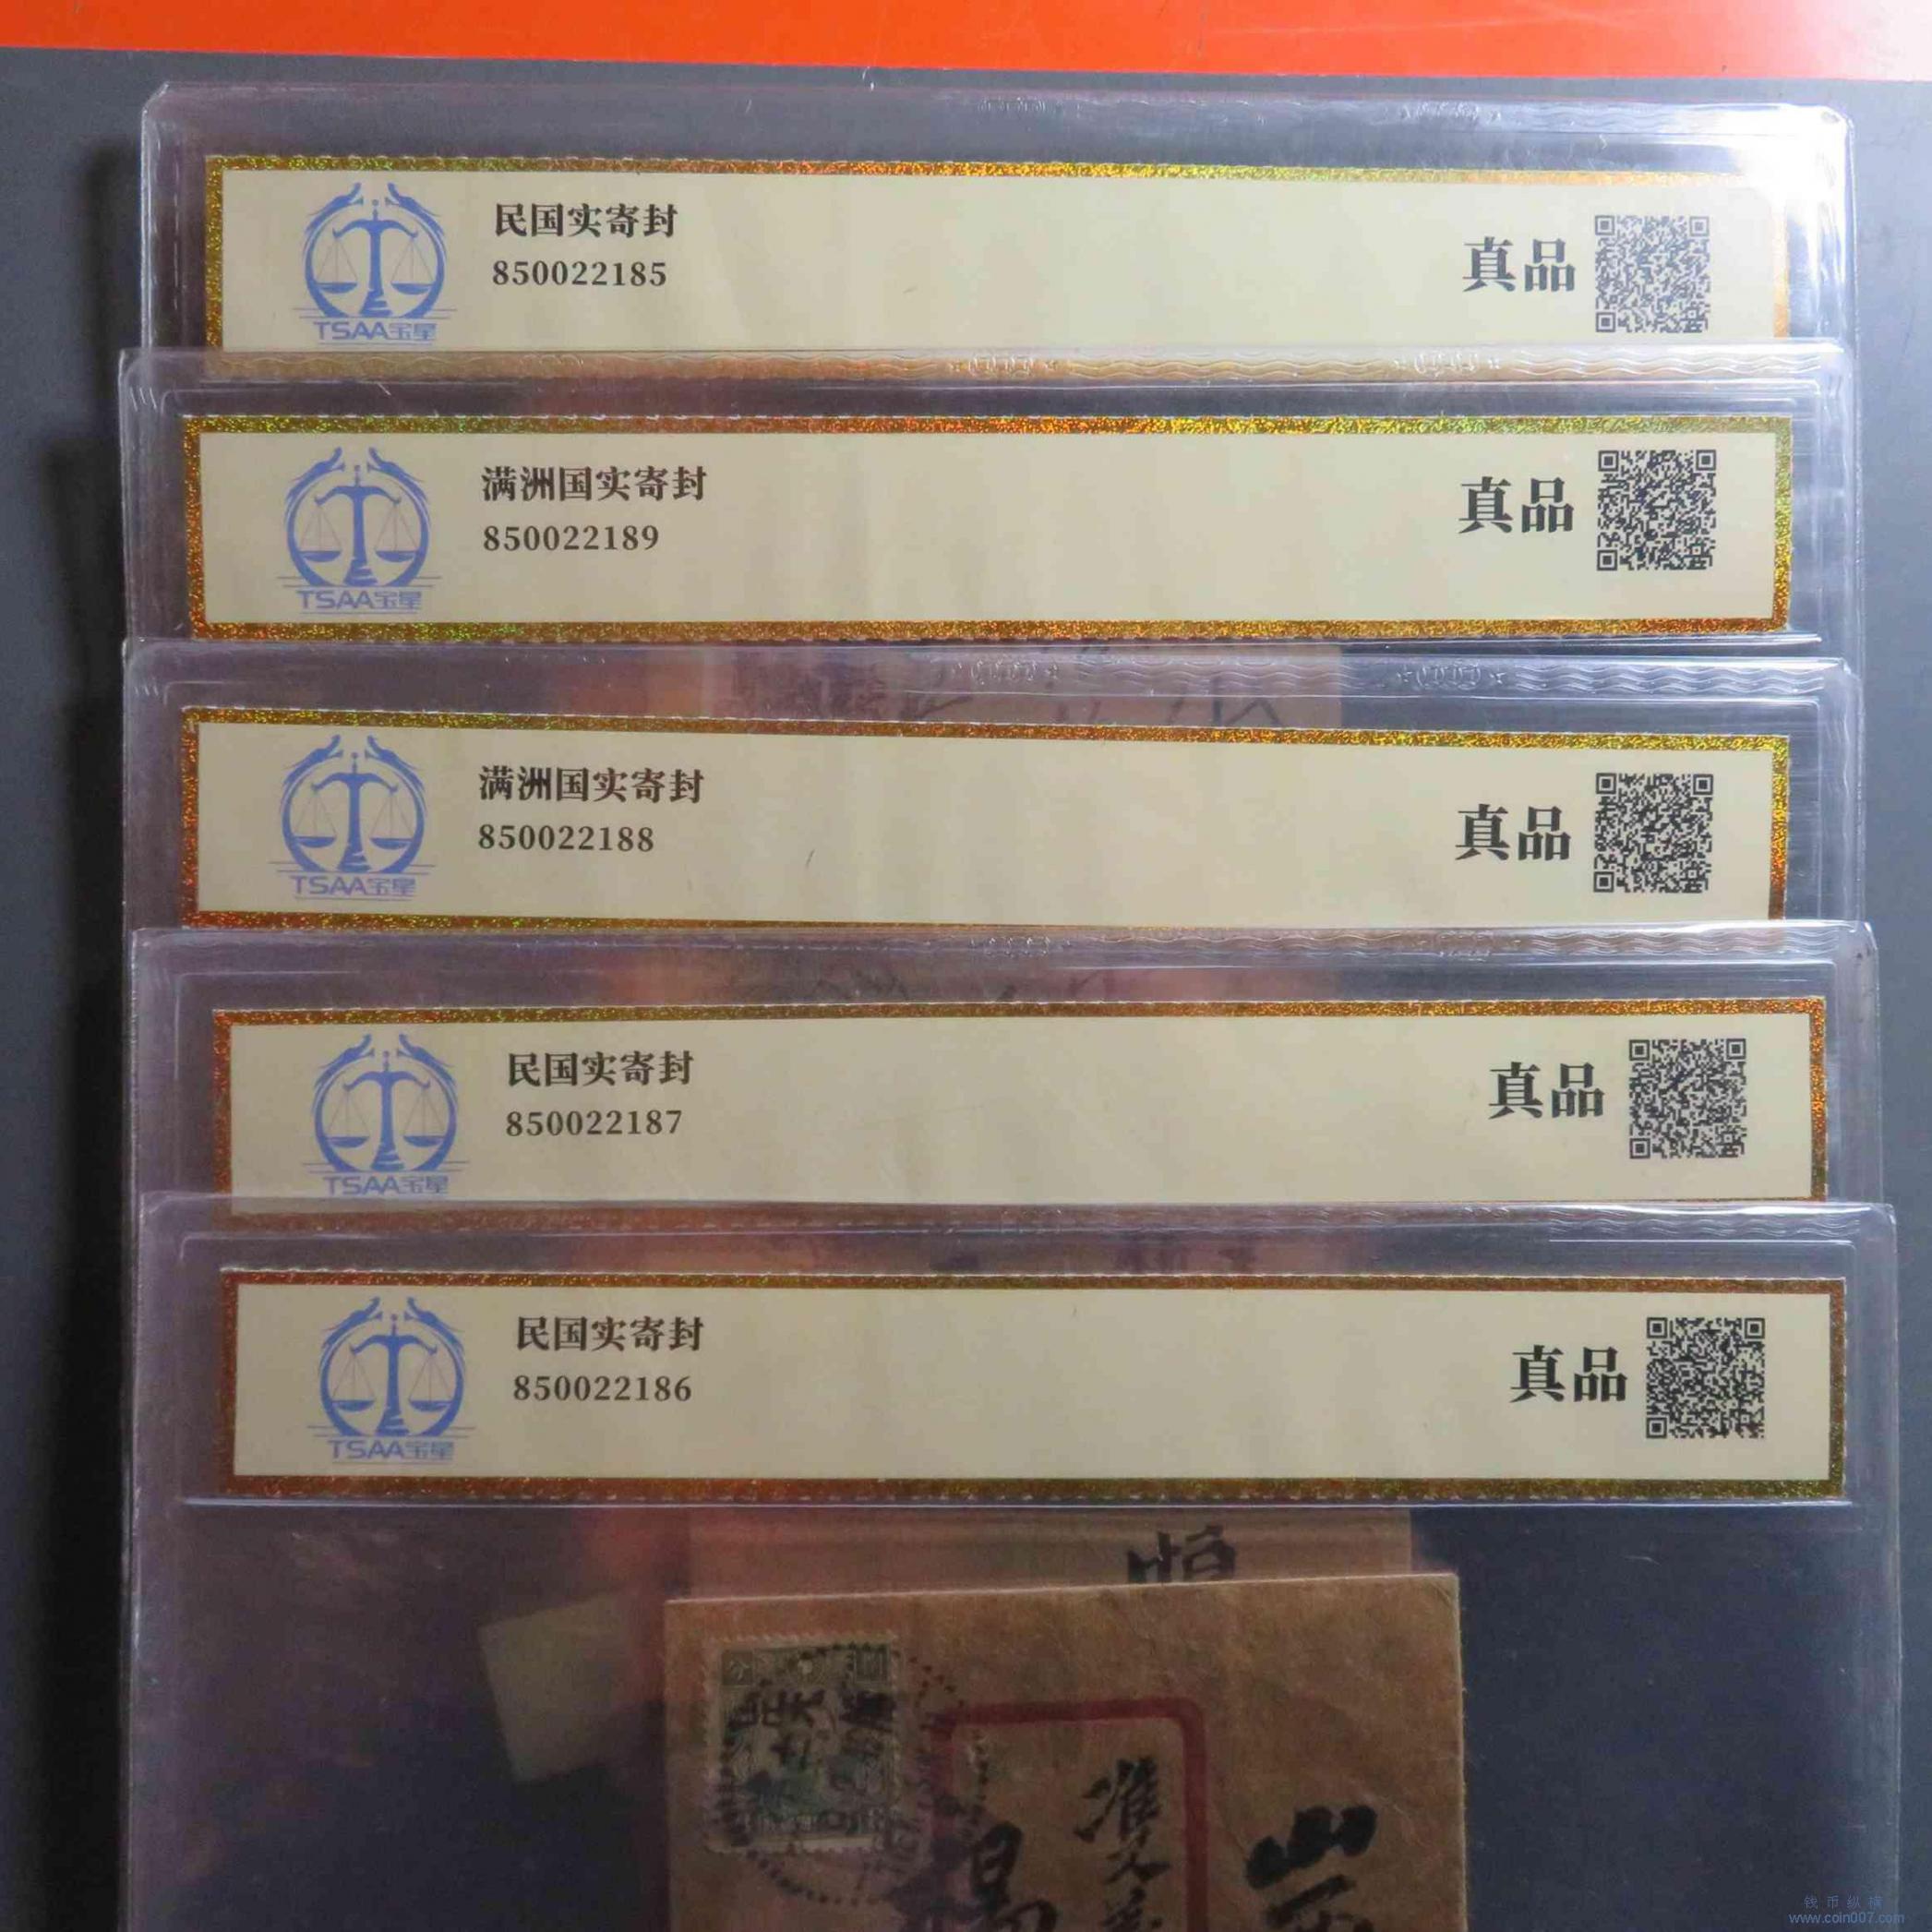 民国实寄封
850022185
真品
TSAA宝星
满洲国实寄封
850022189
真品
TSAA宝星
满洲国实寄封
850022188
真品
TSAA宝星
民国实寄封
850022187
真品
TSAA宝星
民国实寄封
850022186
真品
TSAA宝星
山
楊
钱币纵横
www.coin007.com